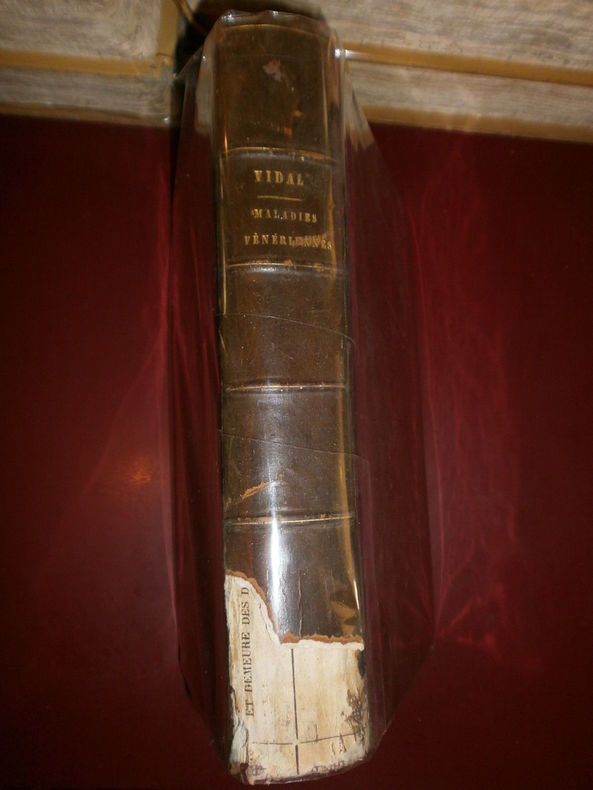 VIDAL
MALADIES
VÉNÉRIENNES
ET DEMEURE DES D